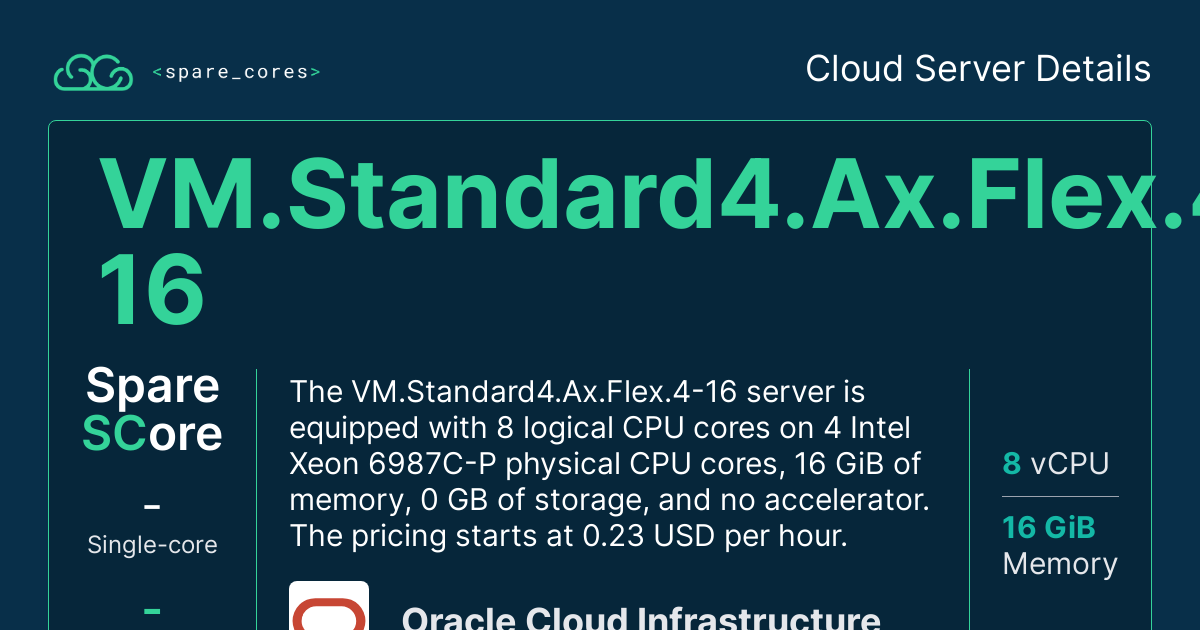 <spare_cores>
Cloud Server Details
VM.Standard4.Ax.Flex.4
16
Spare
SCore
–
Single-core
–
The VM.Standard4.Ax.Flex.4-16 server is
equipped with 8 logical CPU cores on 4 Intel
Xeon 6987C-P physical CPU cores, 16 GiB of
memory, 0 GB of storage, and no accelerator.
The pricing starts at 0.23 USD per hour.
Oracle Cloud Infrastructure
8 vCPU
16 GiB
Memory